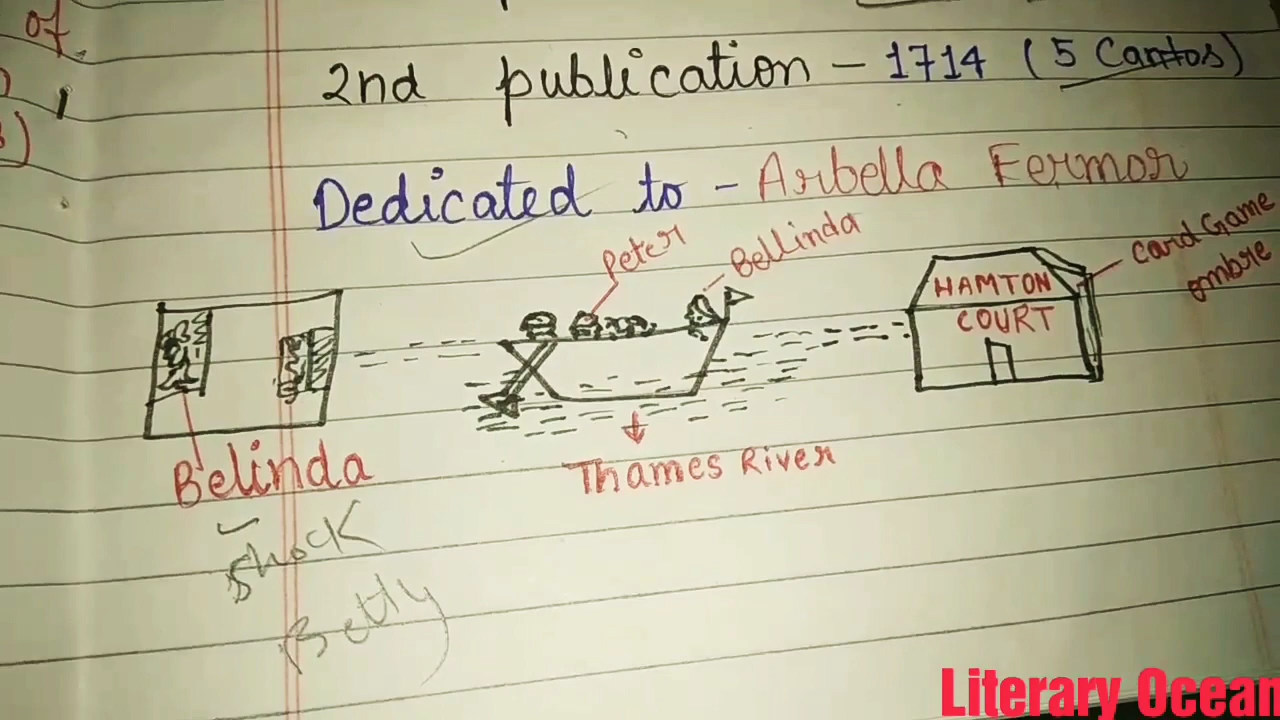 of
2nd publication - 1714 (5 Cantos)
Dedicated to - Arbella Fermor
Peter
Bellinda
Card Game
ombre
HAMTON
COURT
Belinda
Thames River
Shock
Betty
Literary Ocean